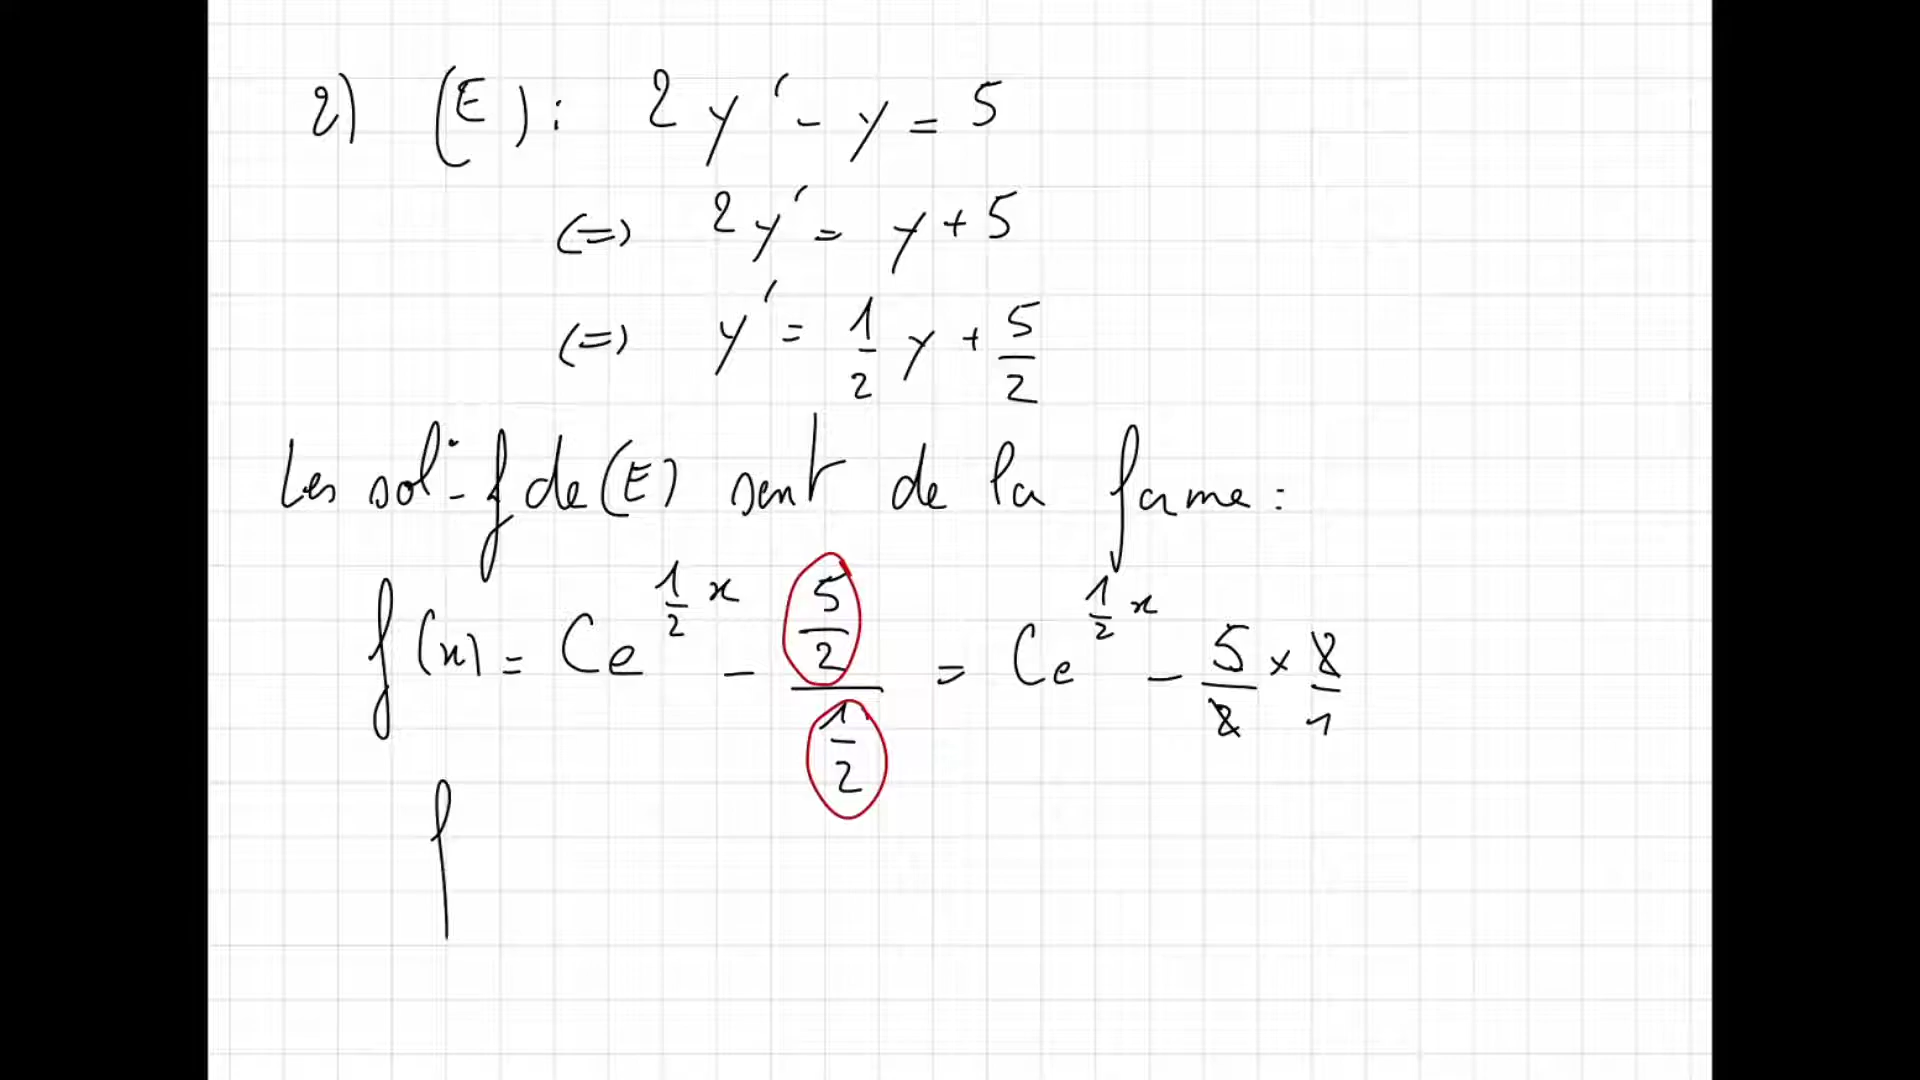 2) (E): 2y' - y = 5
(=) 2y' = y + 5
(=) y' = 1/2 y + 5/2
Les sol° f de (E) sont de la forme :
f(x) = Ce^{1/2 x} - (5/2)/(1/2) = Ce^{1/2 x} - 5/2 × 2/1
f